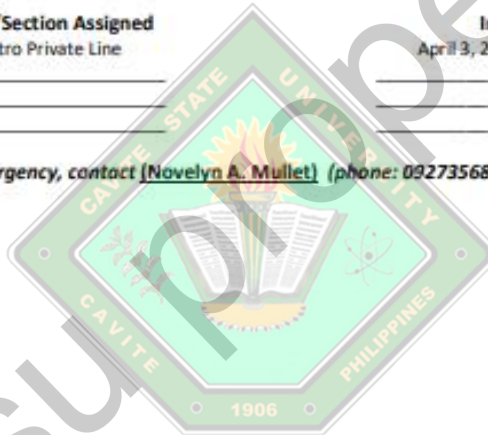 Section Assigned
tro Private Line
April 3, 2
rgency, contact (Novelyn A. Mullet) (phone: 09273568
CAVITE STATE UNIVERSITY
CAVITE
1906
PHILIPPINES